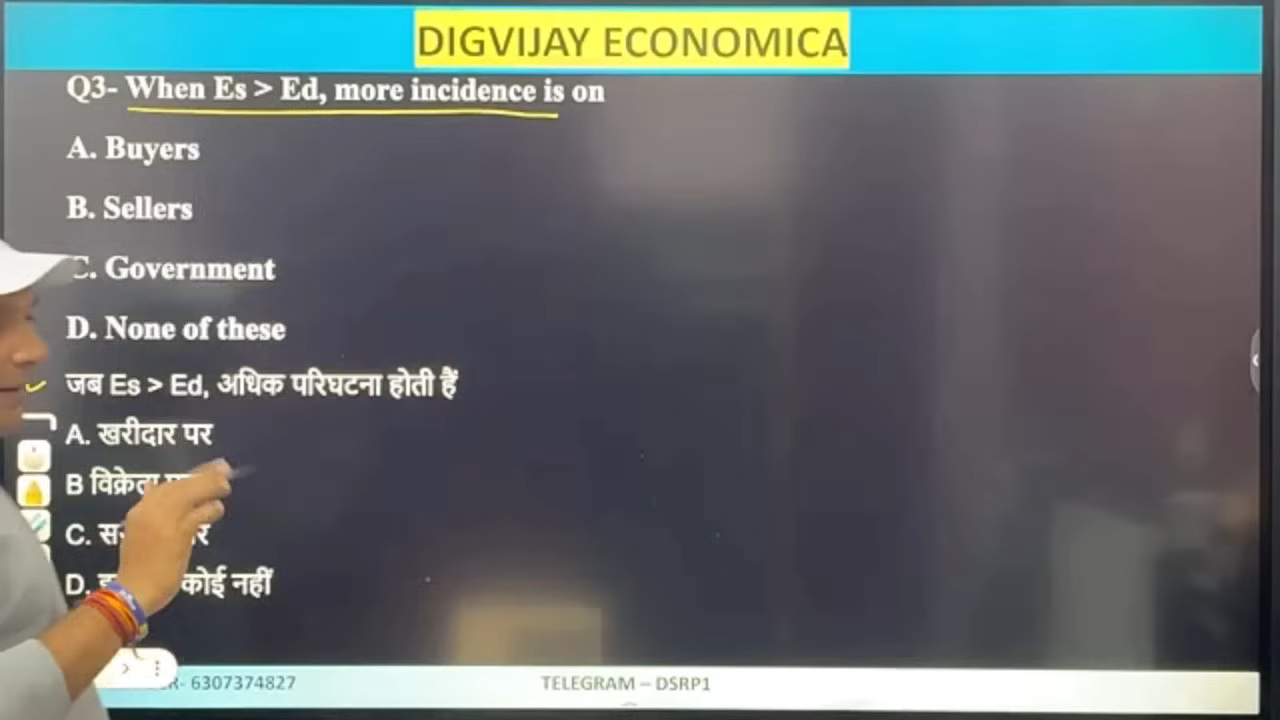 DIGVIJAY ECONOMICA
Q3- When Es > Ed, more incidence is on
A. Buyers
B. Sellers
C. Government
D. None of these
जब Es > Ed, अधिक परिघटना होती हैं
A. खरीदार पर
B
C.
D. कोई नहीं
6307374827
TELEGRAM – DSRP1